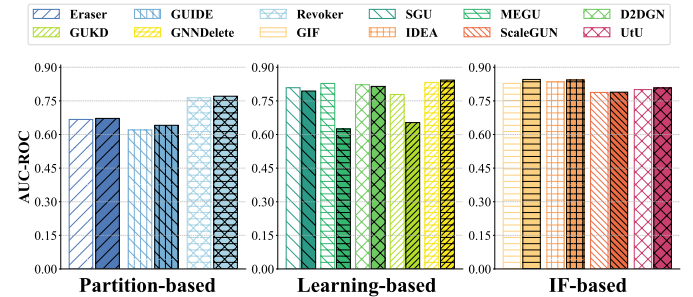 Eraser GUIDE Revoker SGU MEGU D2DGN
GUKD GNNDelete GIF IDEA ScaleGUN UtU
AUC-ROC
0.90 0.90 0.90
0.75 0.75 0.75
0.60 0.60 0.60
0.45 0.45 0.45
0.30 0.30 0.30
0.15 0.15 0.15
0.00 0.00 0.00
Partition-based Learning-based IF-based